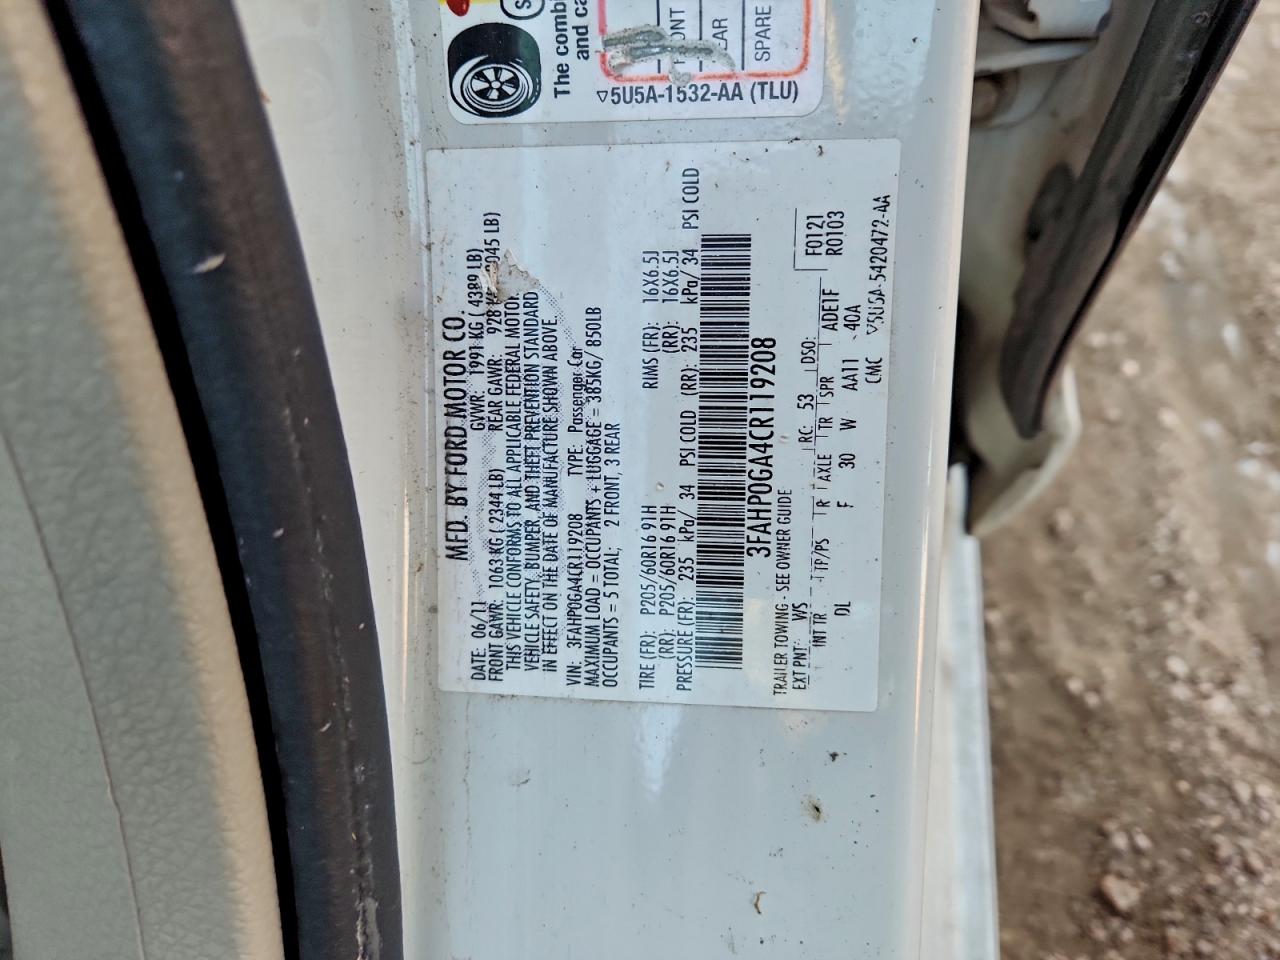 The combi
and ca
FRONT
REAR
SPARE
▽5U5A-1532-AA (TLU)
MFD. BY FORD MOTOR CO.
DATE: 06/11 GVWR: 1991 KG ( 4389 LB)
FRONT GAWR: 1063 KG ( 2344 LB) REAR GAWR: 928 045 LB)
THIS VEHICLE CONFORMS TO ALL APPLICABLE FEDERAL MOTOR
VEHICLE SAFETY, BUMPER, AND THEFT PREVENTION STANDARD
IN EFFECT ON THE DATE OF MANUFACTURE SHOWN ABOVE.
VIN: 3FAHP0GA4CR119208 TYPE: Passenger Car
MAXIMUM LOAD = OCCUPANTS + LUGGAGE = 385KG/ 850LB
OCCUPANTS = 5 TOTAL; 2 FRONT, 3 REAR
TIRE (FR): P205/60R16 91H RIMS (FR): 16X6.5J
(RR): P205/60R16 91H (RR): 16X6.5J
PRESSURE (FR): 235 kPa/ 34 PSI COLD (RR): 235 kPa/ 34 PSI COLD
3FAHP0GA4CR119208
TRAILER TOWING - SEE OWNER GUIDE
F0121
R0103
EXT PNT: WS RC: 53 DSO:
INT TR TP/PS R AXLE TR SPR ADE1F
DL F 30 W AA11 40A
CMC ▽5U5A-5420472-AA